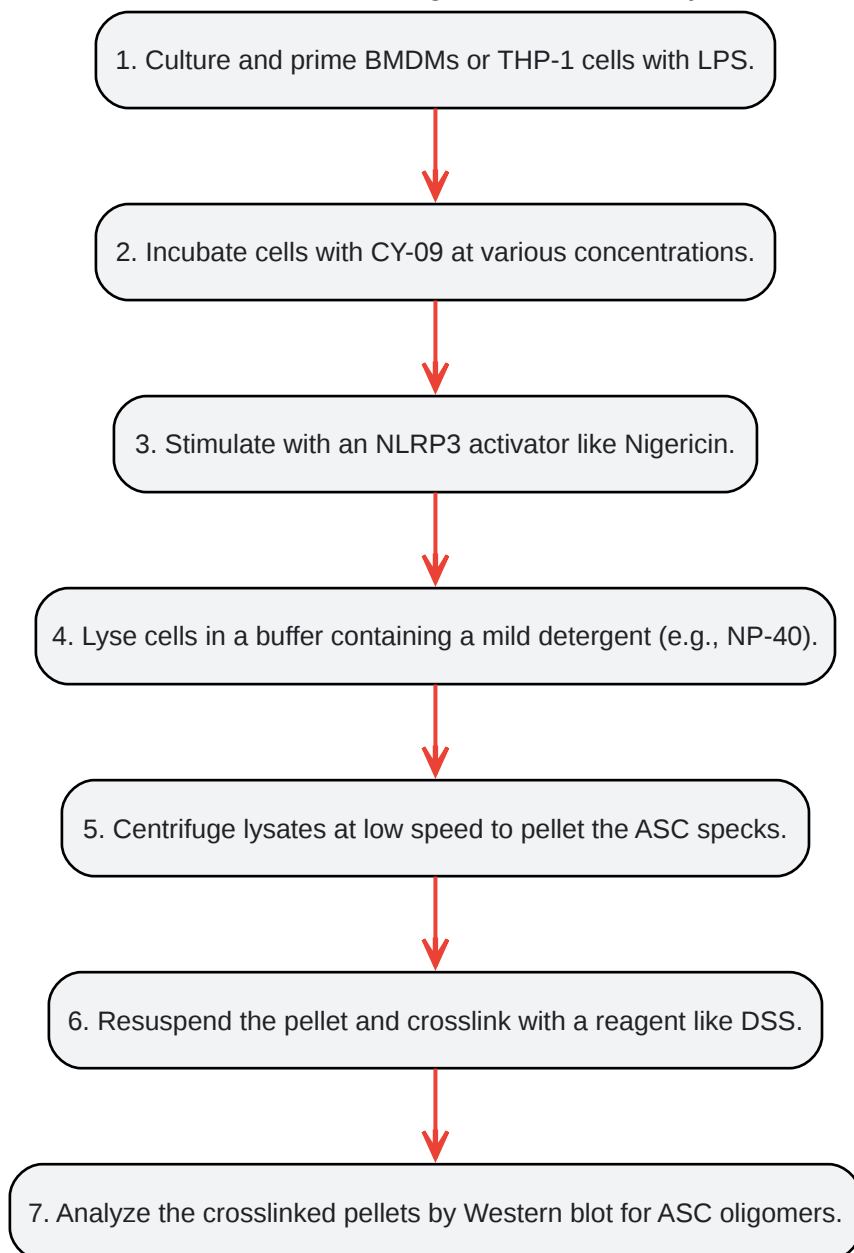 1. Culture and prime BMDMs or THP-1 cells with LPS.
2. Incubate cells with CY-09 at various concentrations.
3. Stimulate with an NLRP3 activator like Nigericin.
4. Lyse cells in a buffer containing a mild detergent (e.g., NP-40).
5. Centrifuge lysates at low speed to pellet the ASC specks.
6. Resuspend the pellet and crosslink with a reagent like DSS.
7. Analyze the crosslinked pellets by Western blot for ASC oligomers.